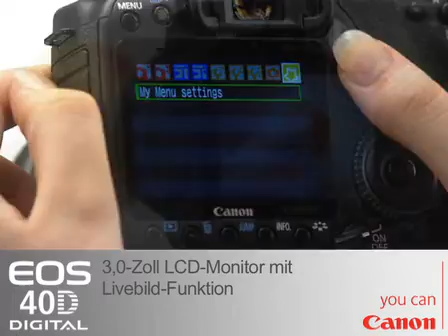 MENU
My Menu settings
Canon
JUMP
INFO.
ON
OFF
EOS
40D
DIGITAL
3,0-Zoll LCD-Monitor mit
Livebild-Funktion
you can
Canon